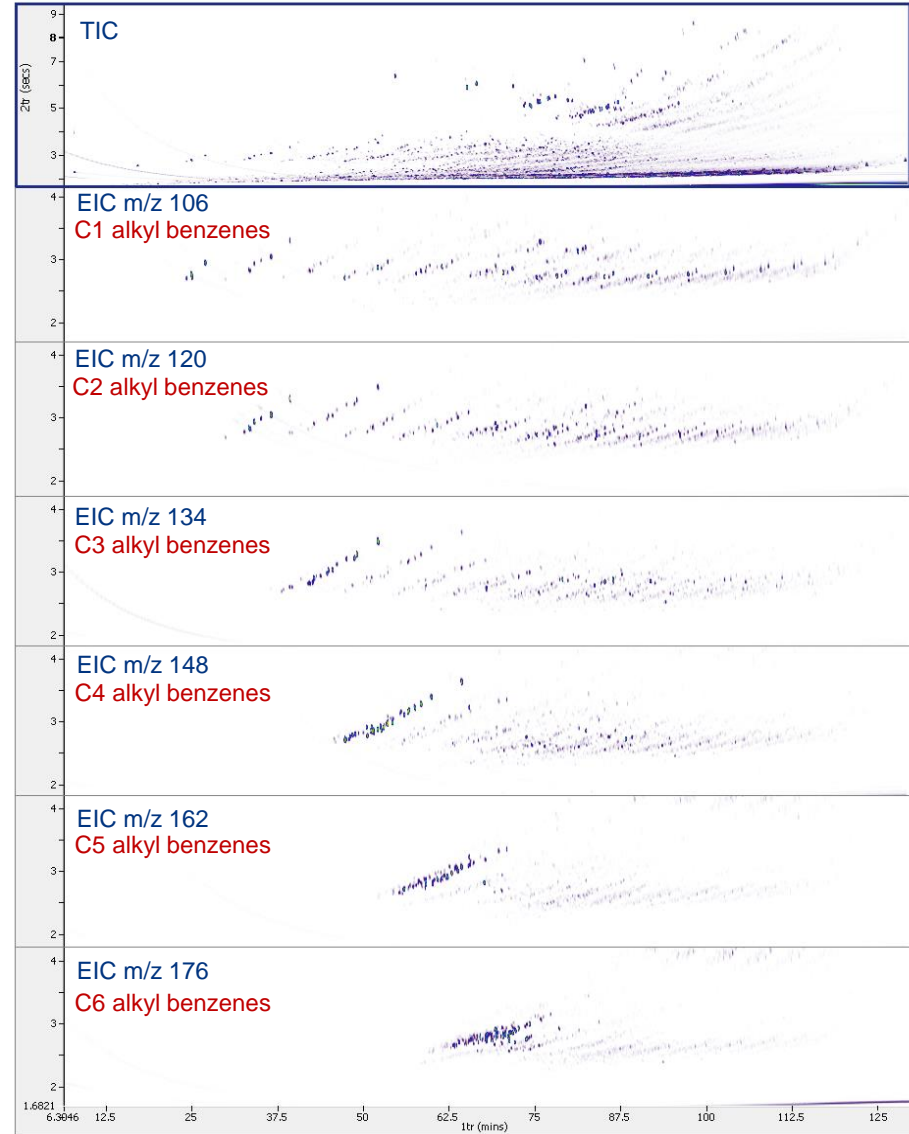 TIC
9
8
7
5
3
2tr (secs)
EIC m/z 106
C1 alkyl benzenes
4
3
2
EIC m/z 120
C2 alkyl benzenes
4
3
2
EIC m/z 134
C3 alkyl benzenes
4
3
2
EIC m/z 148
C4 alkyl benzenes
4
3
2
EIC m/z 162
C5 alkyl benzenes
4
3
2
EIC m/z 176
C6 alkyl benzenes
4
3
2
1.6821
6.3046 12.5 25 37.5 50 62.5 75 87.5 100 112.5 125
1tr (mins)